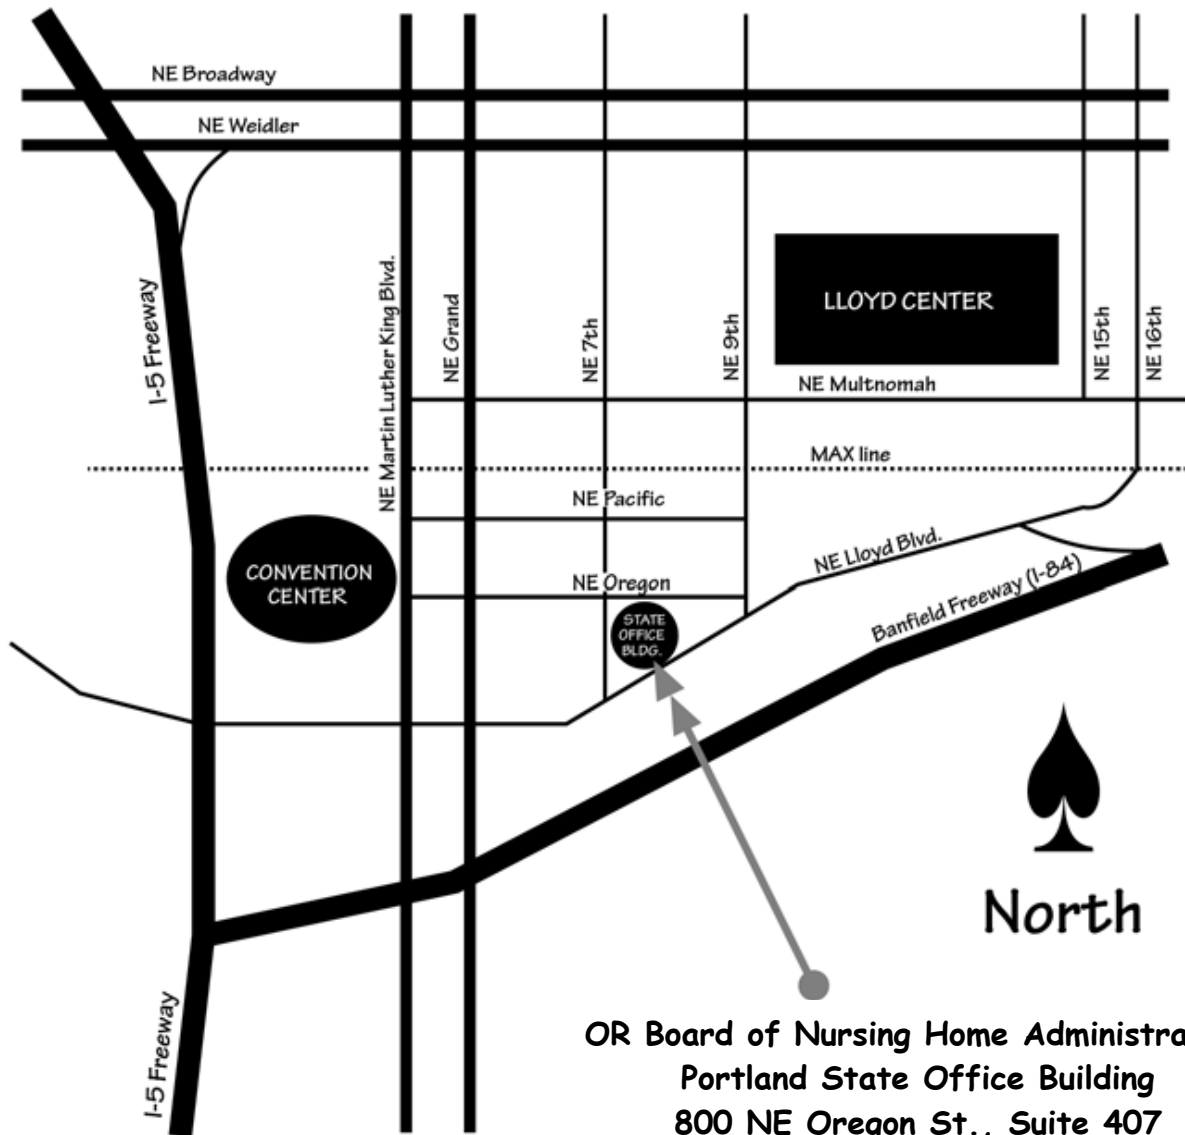 NE Broadway
NE Weidler
I-5 Freeway
NE Martin Luther King Blvd.
NE Grand
NE 7th
NE 9th
LLOYD CENTER
NE 15th
NE 16th
NE Multnomah
MAX line
NE Pacific
NE Lloyd Blvd.
CONVENTION
CENTER
NE Oregon
Banfield Freeway (I-84)
STATE
OFFICE
BLDG.
North
I-5 Freeway
OR Board of Nursing Home Administra
Portland State Office Building
800 NE Oregon St., Suite 407